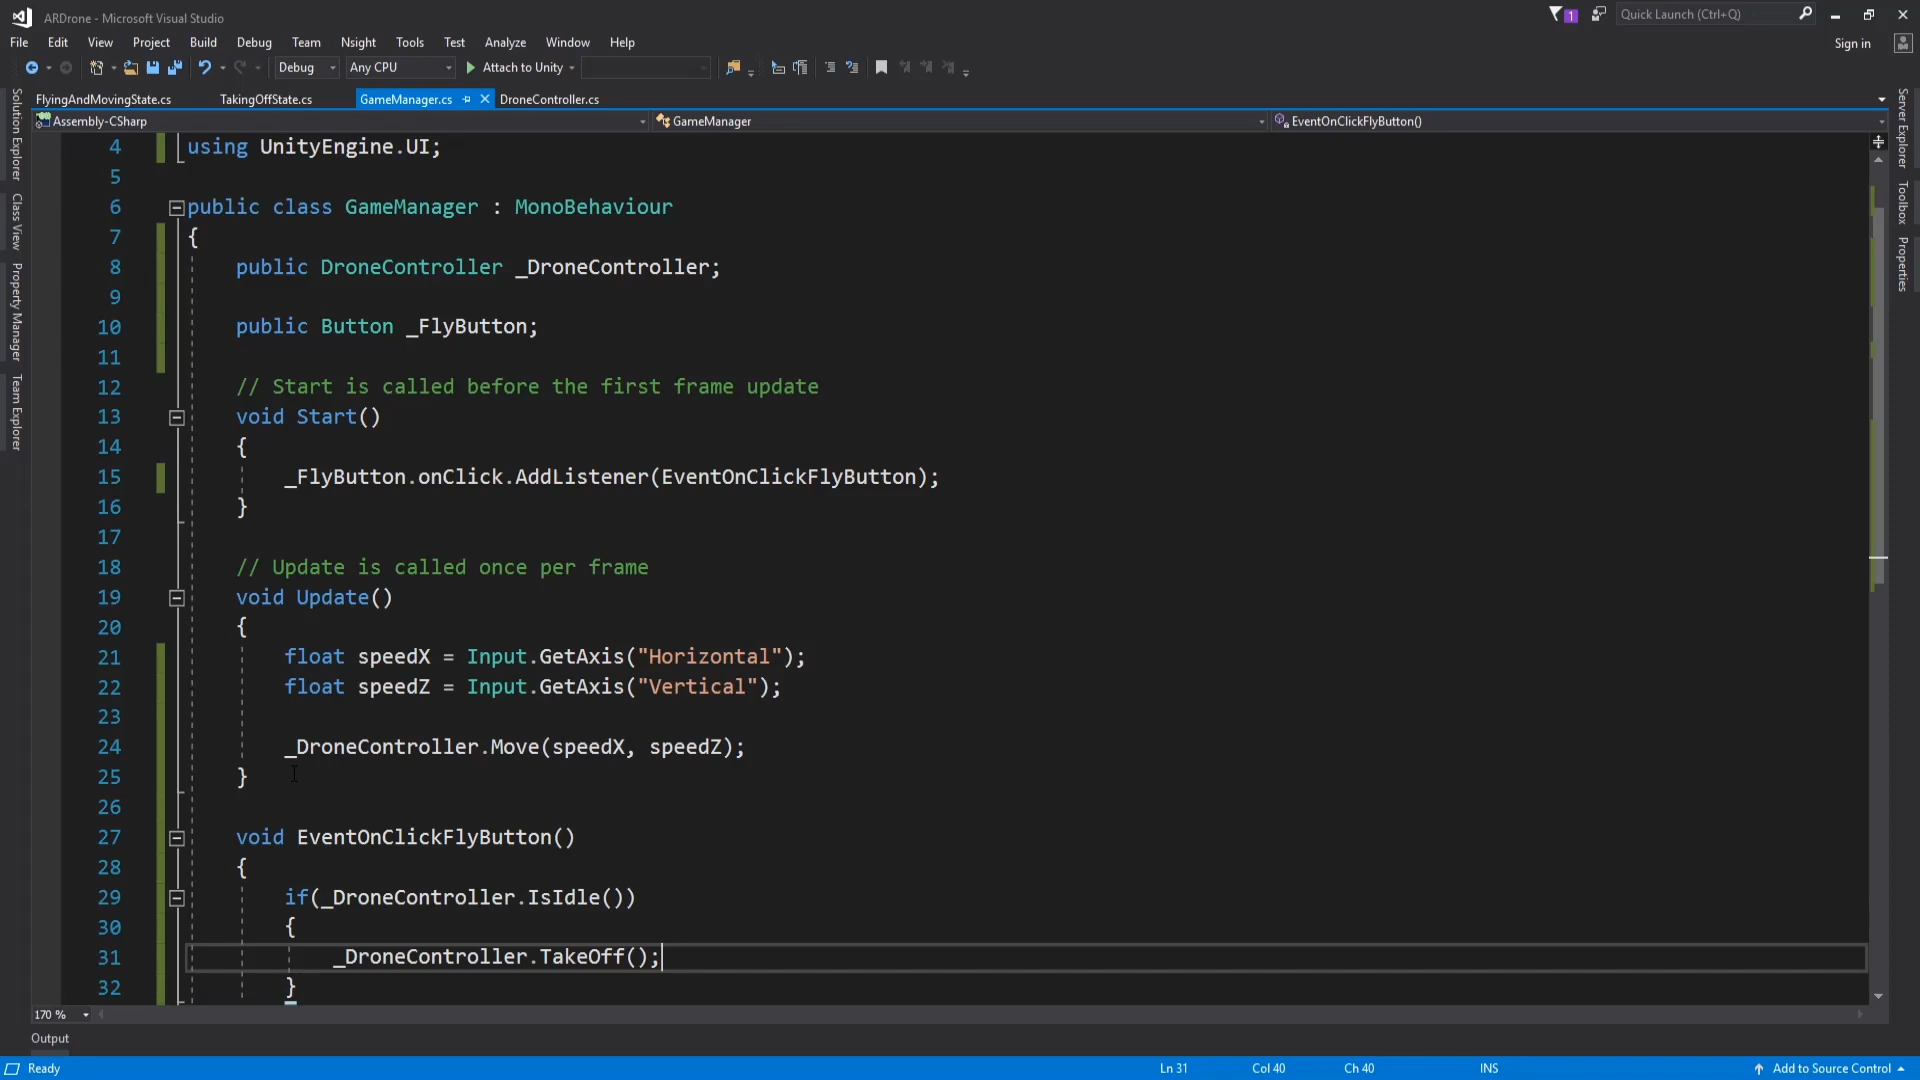 ARDrone - Microsoft Visual Studio
1
Quick Launch (Ctrl+Q)
File Edit View Project Build Debug Team Nsight Tools Test Analyze Window Help
Sign in
Debug Any CPU Attach to Unity
FlyingAndMovingState.cs TakingOffState.cs GameManager.cs DroneController.cs
Assembly-CSharp GameManager EventOnClickFlyButton()
Solution Explorer
Class View
Property Manager
Team Explorer
Server Explorer
Toolbox
Properties
4 using UnityEngine.UI;
5
6 public class GameManager : MonoBehaviour
7 {
8 public DroneController _DroneController;
9
10 public Button _FlyButton;
11
12 // Start is called before the first frame update
13 void Start()
14 {
15 _FlyButton.onClick.AddListener(EventOnClickFlyButton);
16 }
17
18 // Update is called once per frame
19 void Update()
20 {
21 float speedX = Input.GetAxis("Horizontal");
22 float speedZ = Input.GetAxis("Vertical");
23
24 _DroneController.Move(speedX, speedZ);
25 }
26
27 void EventOnClickFlyButton()
28 {
29 if(_DroneController.IsIdle())
30 {
31 _DroneController.TakeOff();
32 }
170 %
Output
Ready Ln 31 Col 40 Ch 40 INS Add to Source Control